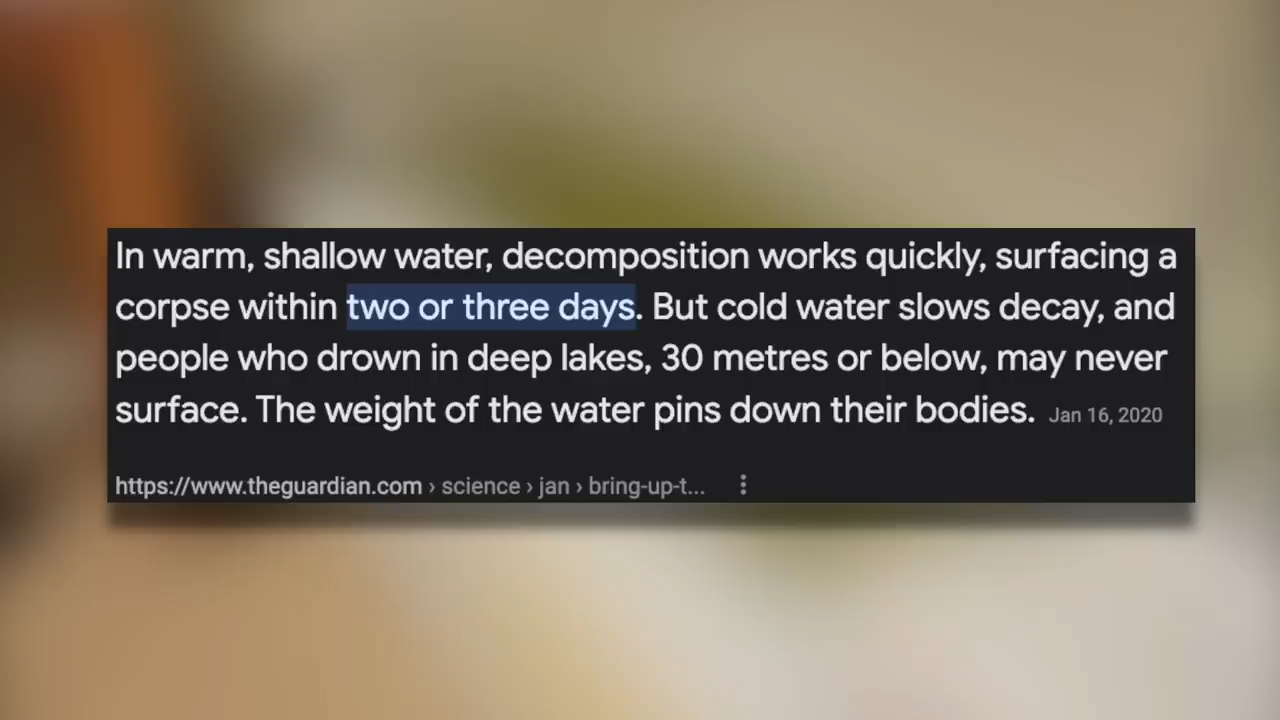 In warm, shallow water, decomposition works quickly, surfacing a
corpse within two or three days. But cold water slows decay, and
people who drown in deep lakes, 30 metres or below, may never
surface. The weight of the water pins down their bodies. Jan 16, 2020
https://www.theguardian.com › science › jan › bring-up-t...